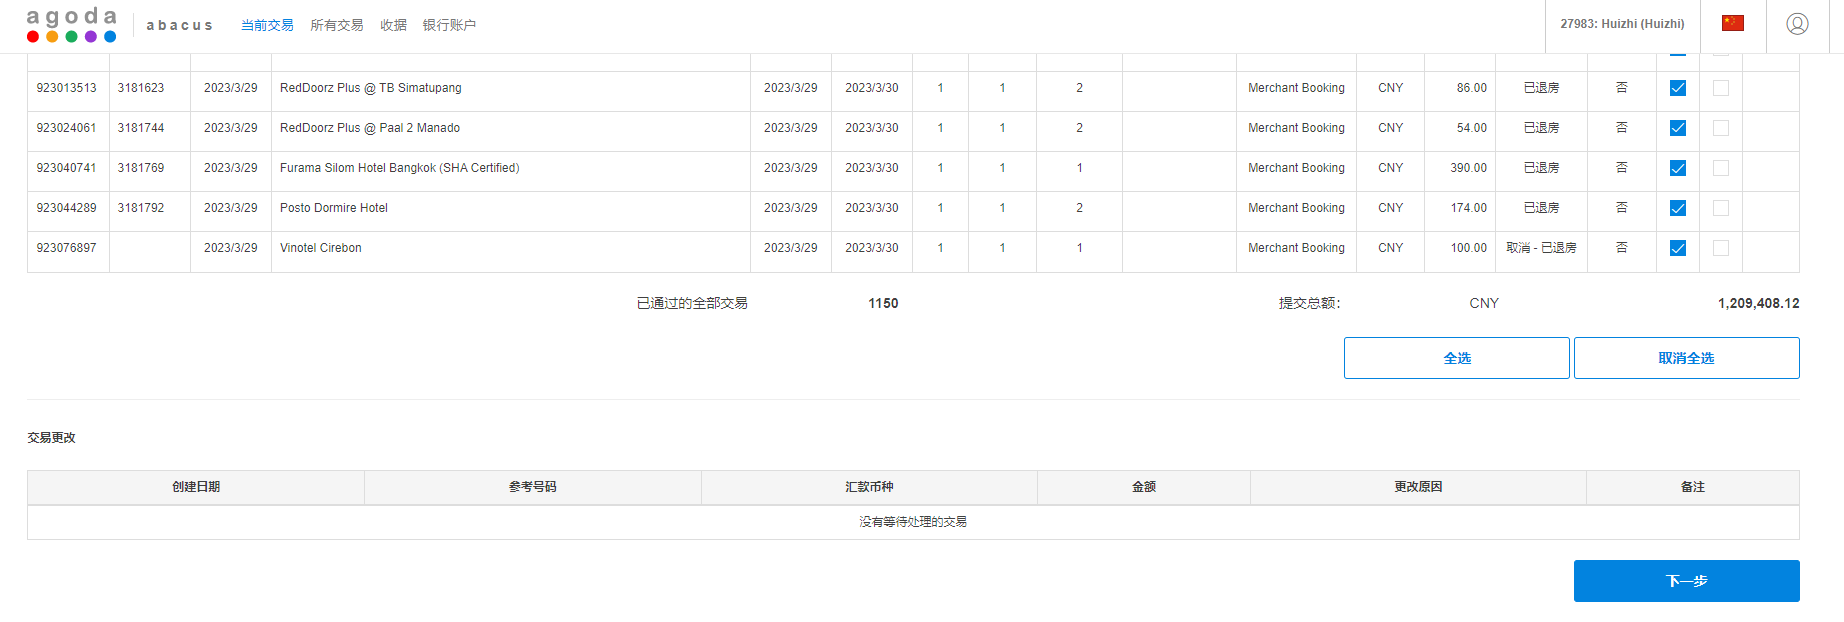 agoda abacus 当前交易 所有交易 收据 银行账户 27983: Huizhi (Huizhi)
923013513 3181623 2023/3/29 RedDoorz Plus @ TB Simatupang 2023/3/29 2023/3/30 1 1 2 Merchant Booking CNY 86.00 已退房 否
923024061 3181744 2023/3/29 RedDoorz Plus @ Paal 2 Manado 2023/3/29 2023/3/30 1 1 2 Merchant Booking CNY 54.00 已退房 否
923040741 3181769 2023/3/29 Furama Silom Hotel Bangkok (SHA Certified) 2023/3/29 2023/3/30 1 1 1 Merchant Booking CNY 390.00 已退房 否
923044289 3181792 2023/3/29 Posto Dormire Hotel 2023/3/29 2023/3/30 1 1 2 Merchant Booking CNY 174.00 已退房 否
923076897 2023/3/29 Vinotel Cirebon 2023/3/29 2023/3/30 1 1 1 Merchant Booking CNY 100.00 取消 - 已退房 否
已通过的全部交易 1150 提交总额: CNY 1,209,408.12
全选 取消全选
交易更改
创建日期 参考号码 汇款币种 金额 更改原因 备注
没有等待处理的交易
下一步